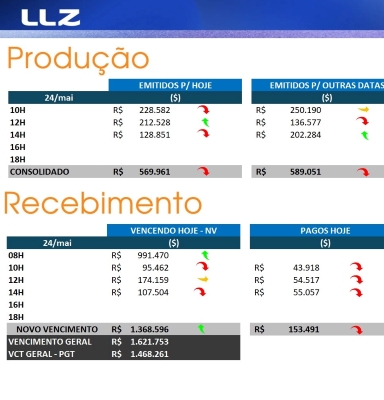 LLZ
Produção
EMITIDOS P/ HOJE EMITIDOS P/ OUTRAS DATAS
24/mai ($) ($)
10H R$ 228.582 R$ 250.190
12H R$ 212.528 R$ 136.577
14H R$ 128.851 R$ 202.284
16H
18H
CONSOLIDADO R$ 569.961 R$ 589.051
Recebimento
VENCENDO HOJE - NV PAGOS HOJE
24/mai ($) ($)
08H R$ 991.470
10H R$ 95.462 R$ 43.918
12H R$ 174.159 R$ 54.517
14H R$ 107.504 R$ 55.057
16H
18H
NOVO VENCIMENTO R$ 1.368.596 R$ 153.491
VENCIMENTO GERAL R$ 1.621.753
VCT GERAL - PGT R$ 1.468.261